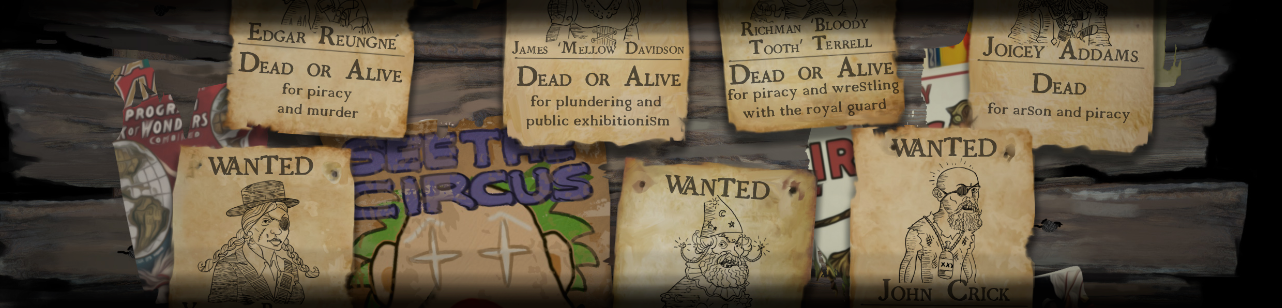 Edgar Reungne'
Dead or Alive
for piracy
and murder
James 'Mellow Davidson
Dead or Alive
for plundering and
public exhibitioniSm
Richman 'Bloody
Tooth' Terrell
Dead or Alive
for piracy and wreStling
with the royal guard
Joicey Addams
Dead
for arSon and piracy
PROGR.
of WONDERS
COMPILED
WANTED
SEE THE
CIRCUS
WANTED
WANTED
John Crick